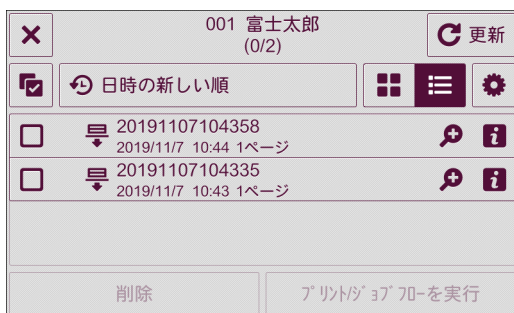 001 富士太郎
(0/2)
更新
日時の新しい順
20191107104358
2019/11/7 10:44 1ページ
20191107104335
2019/11/7 10:43 1ページ
削除
プリント/ジョブフローを実行